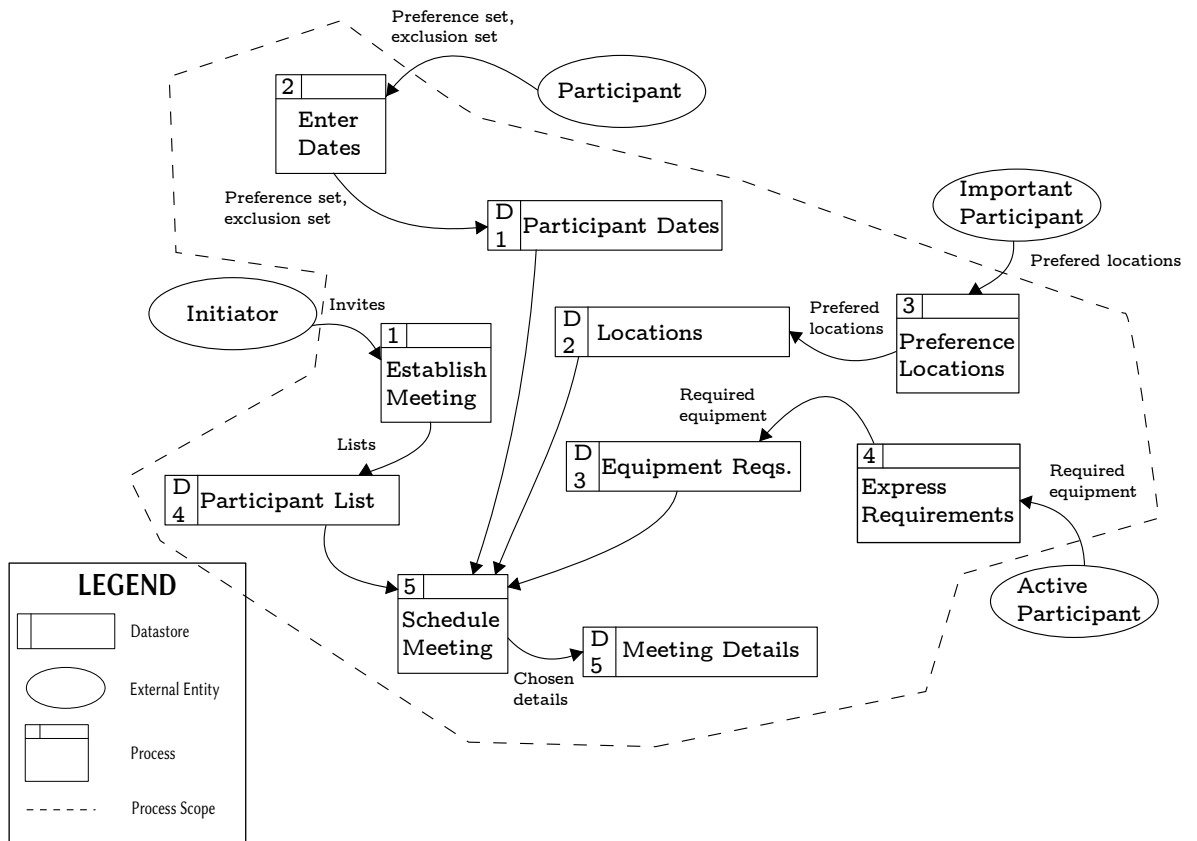 Preference set,
exclusion set
2
Enter
Dates
Participant
Preference set,
exclusion set
D
1
Participant Dates
Important
Participant
Prefered locations
Initiator
Invites
1
Establish
Meeting
D
2
Locations
Prefered
locations
3
Preference
Locations
Required
equipment
Lists
D
3
Equipment Reqs.
4
Express
Requirements
Required
equipment
D
4
Participant List
5
Schedule
Meeting
Active
Participant
D
5
Meeting Details
Chosen
details
LEGEND
Datastore
External Entity
Process
Process Scope